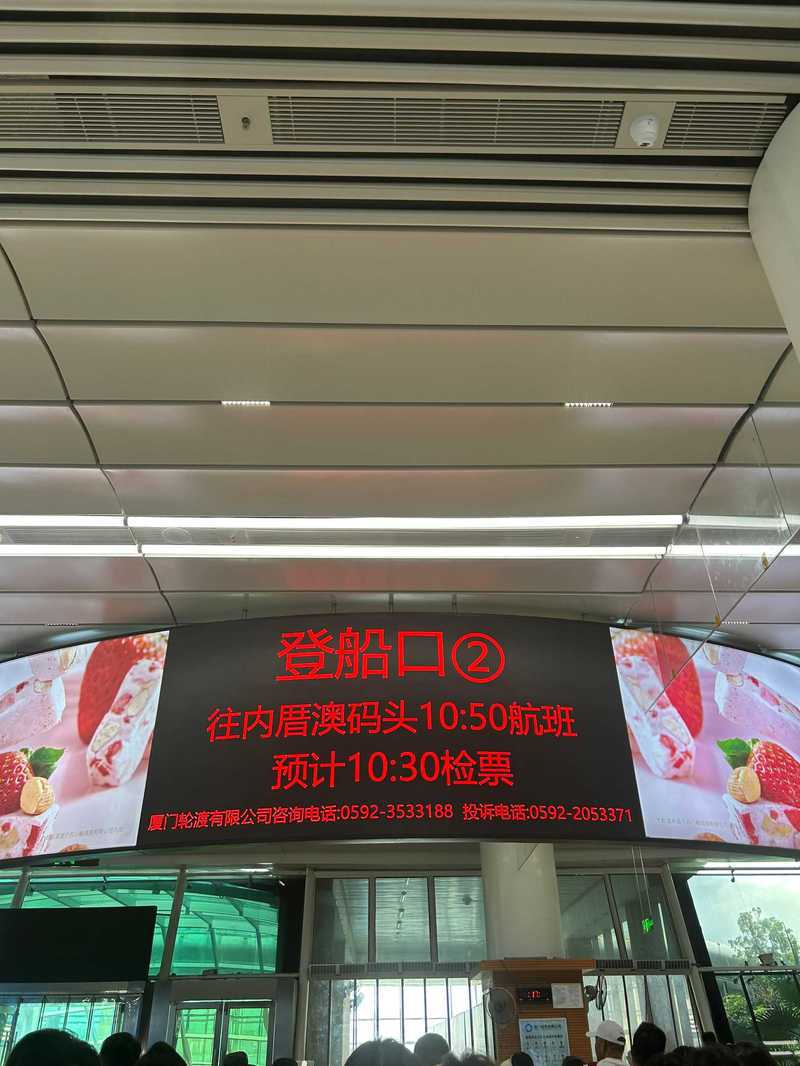 登船口②
往内厝澳码头10:50航班
预计10:30检票
厦门轮渡有限公司咨询电话:0592-3533188 投诉电话:0592-2053371